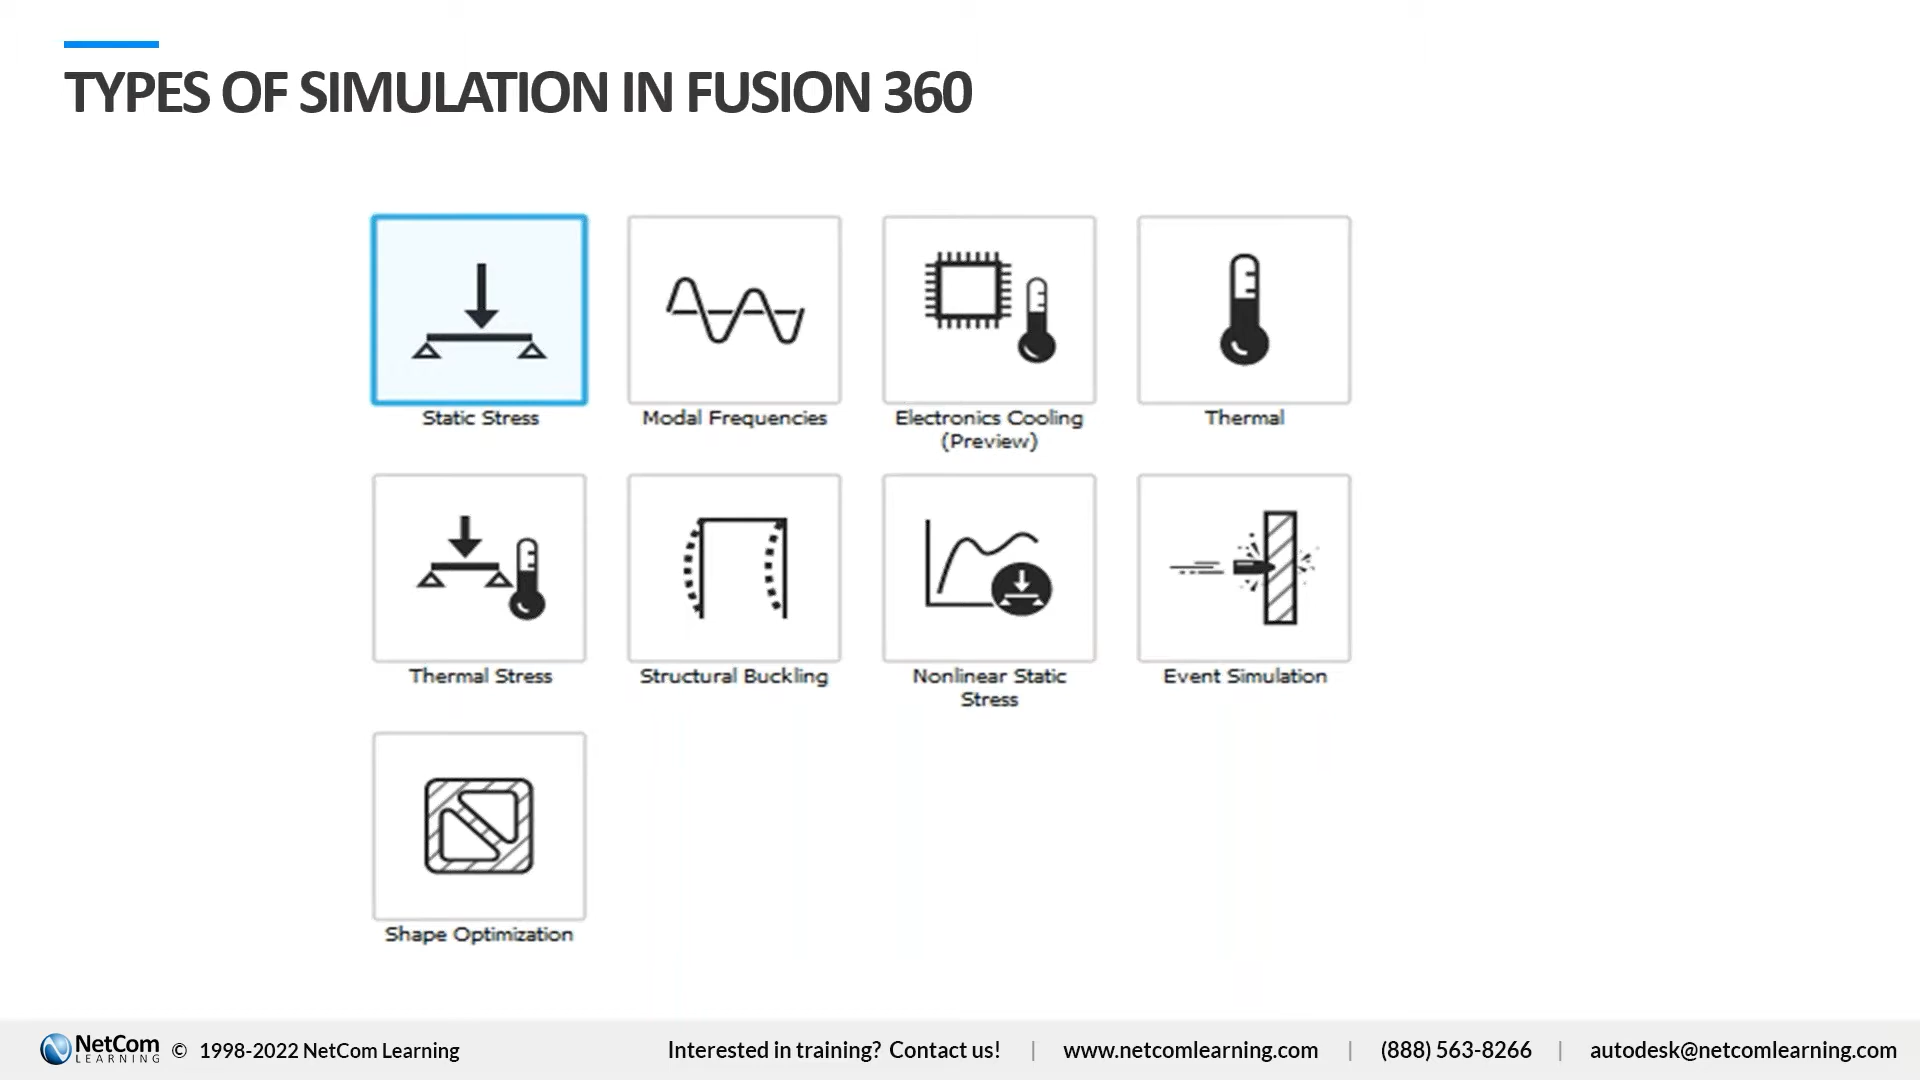 TYPES OF SIMULATION IN FUSION 360
Static Stress
Modal Frequencies
Electronics Cooling
(Preview)
Thermal
Thermal Stress
Structural Buckling
Nonlinear Static
Stress
Event Simulation
Shape Optimization
NetCom
LEARNING
© 1998-2022 NetCom Learning
Interested in training? Contact us! | www.netcomlearning.com | (888) 563-8266 | autodesk@netcomlearning.com